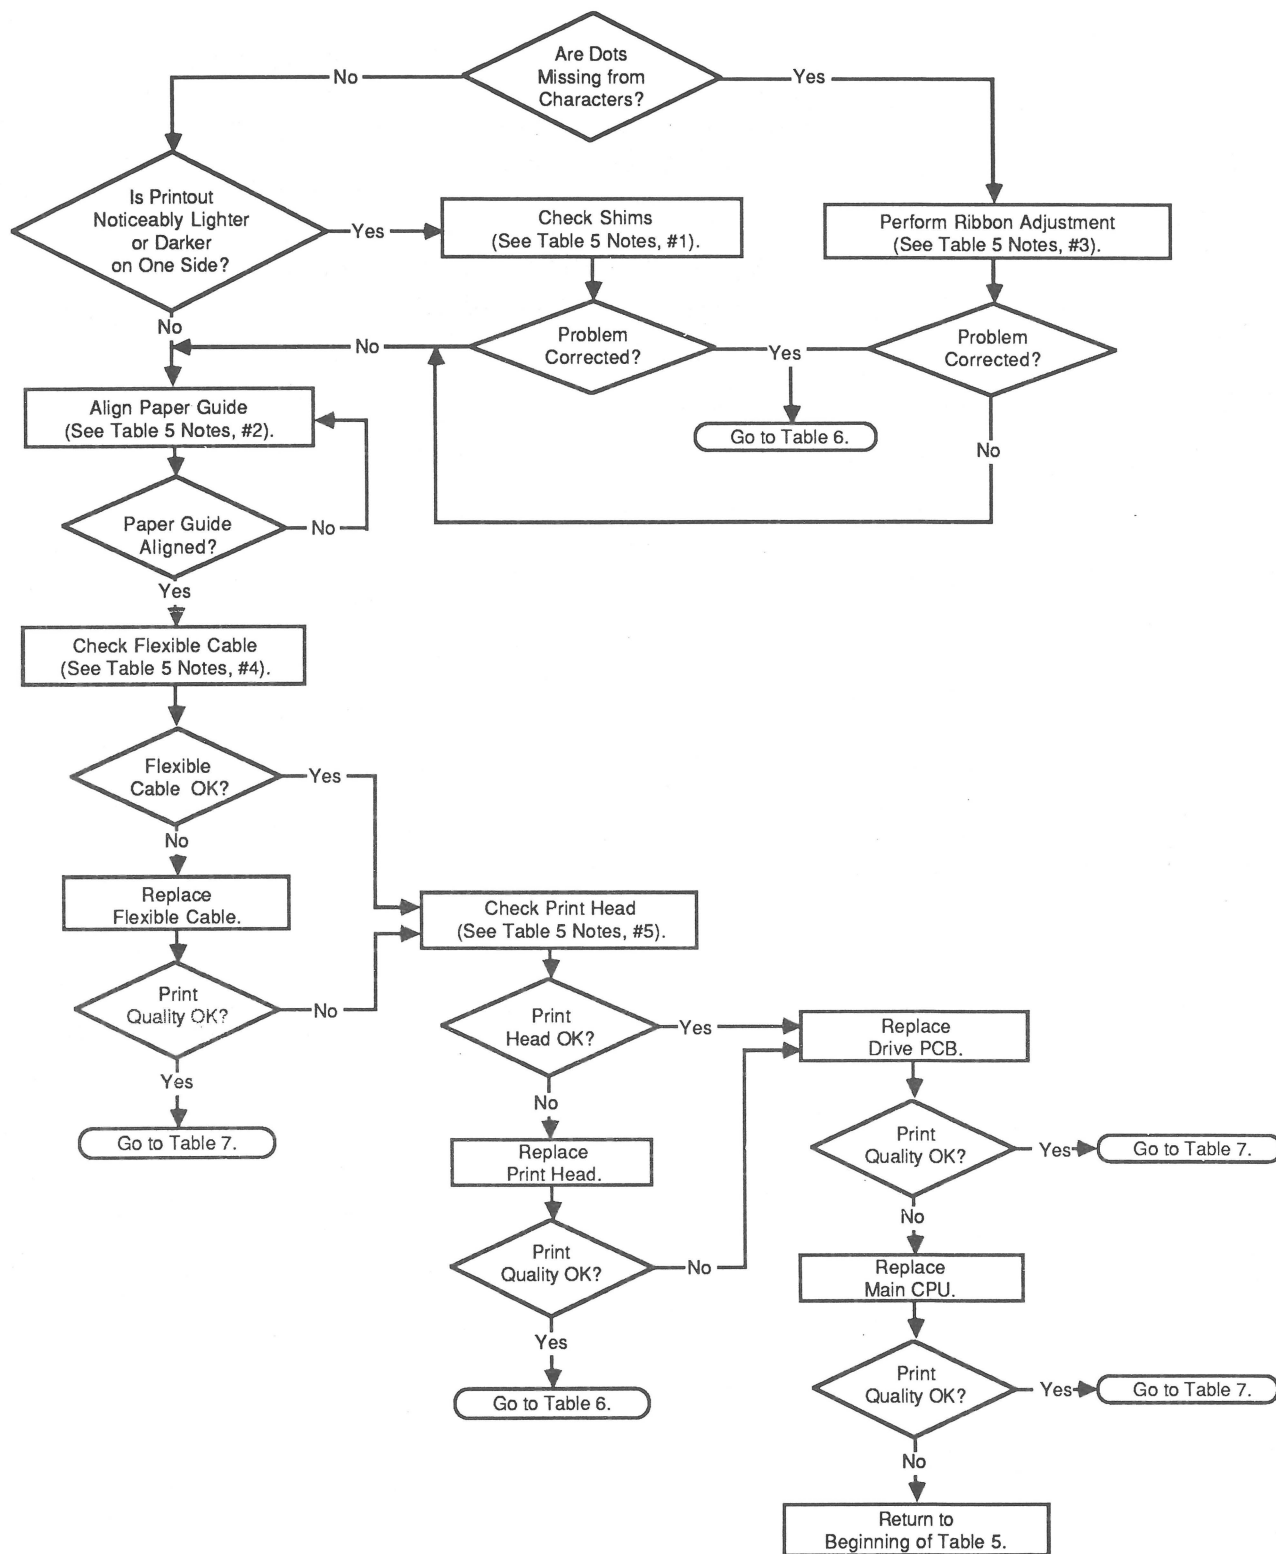 Are Dots
Missing from
Characters?
No
Yes
Is Printout
Noticeably Lighter
or Darker
on One Side?
Yes
Check Shims
(See Table 5 Notes, #1).
Perform Ribbon Adjustment
(See Table 5 Notes, #3).
No
No
Problem
Corrected?
Yes
Problem
Corrected?
Align Paper Guide
(See Table 5 Notes, #2).
Go to Table 6.
No
Paper Guide
Aligned?
No
Yes
Check Flexible Cable
(See Table 5 Notes, #4).
Flexible
Cable OK?
Yes
No
Replace
Flexible Cable.
Check Print Head
(See Table 5 Notes, #5).
Print
Quality OK?
No
Print
Head OK?
Yes
Replace
Drive PCB.
Yes
No
Go to Table 7.
Print
Quality OK?
Yes
Go to Table 7.
Replace
Print Head.
No
Print
Quality OK?
No
Replace
Main CPU.
Yes
Go to Table 6.
Print
Quality OK?
Yes
Go to Table 7.
No
Return to
Beginning of Table 5.